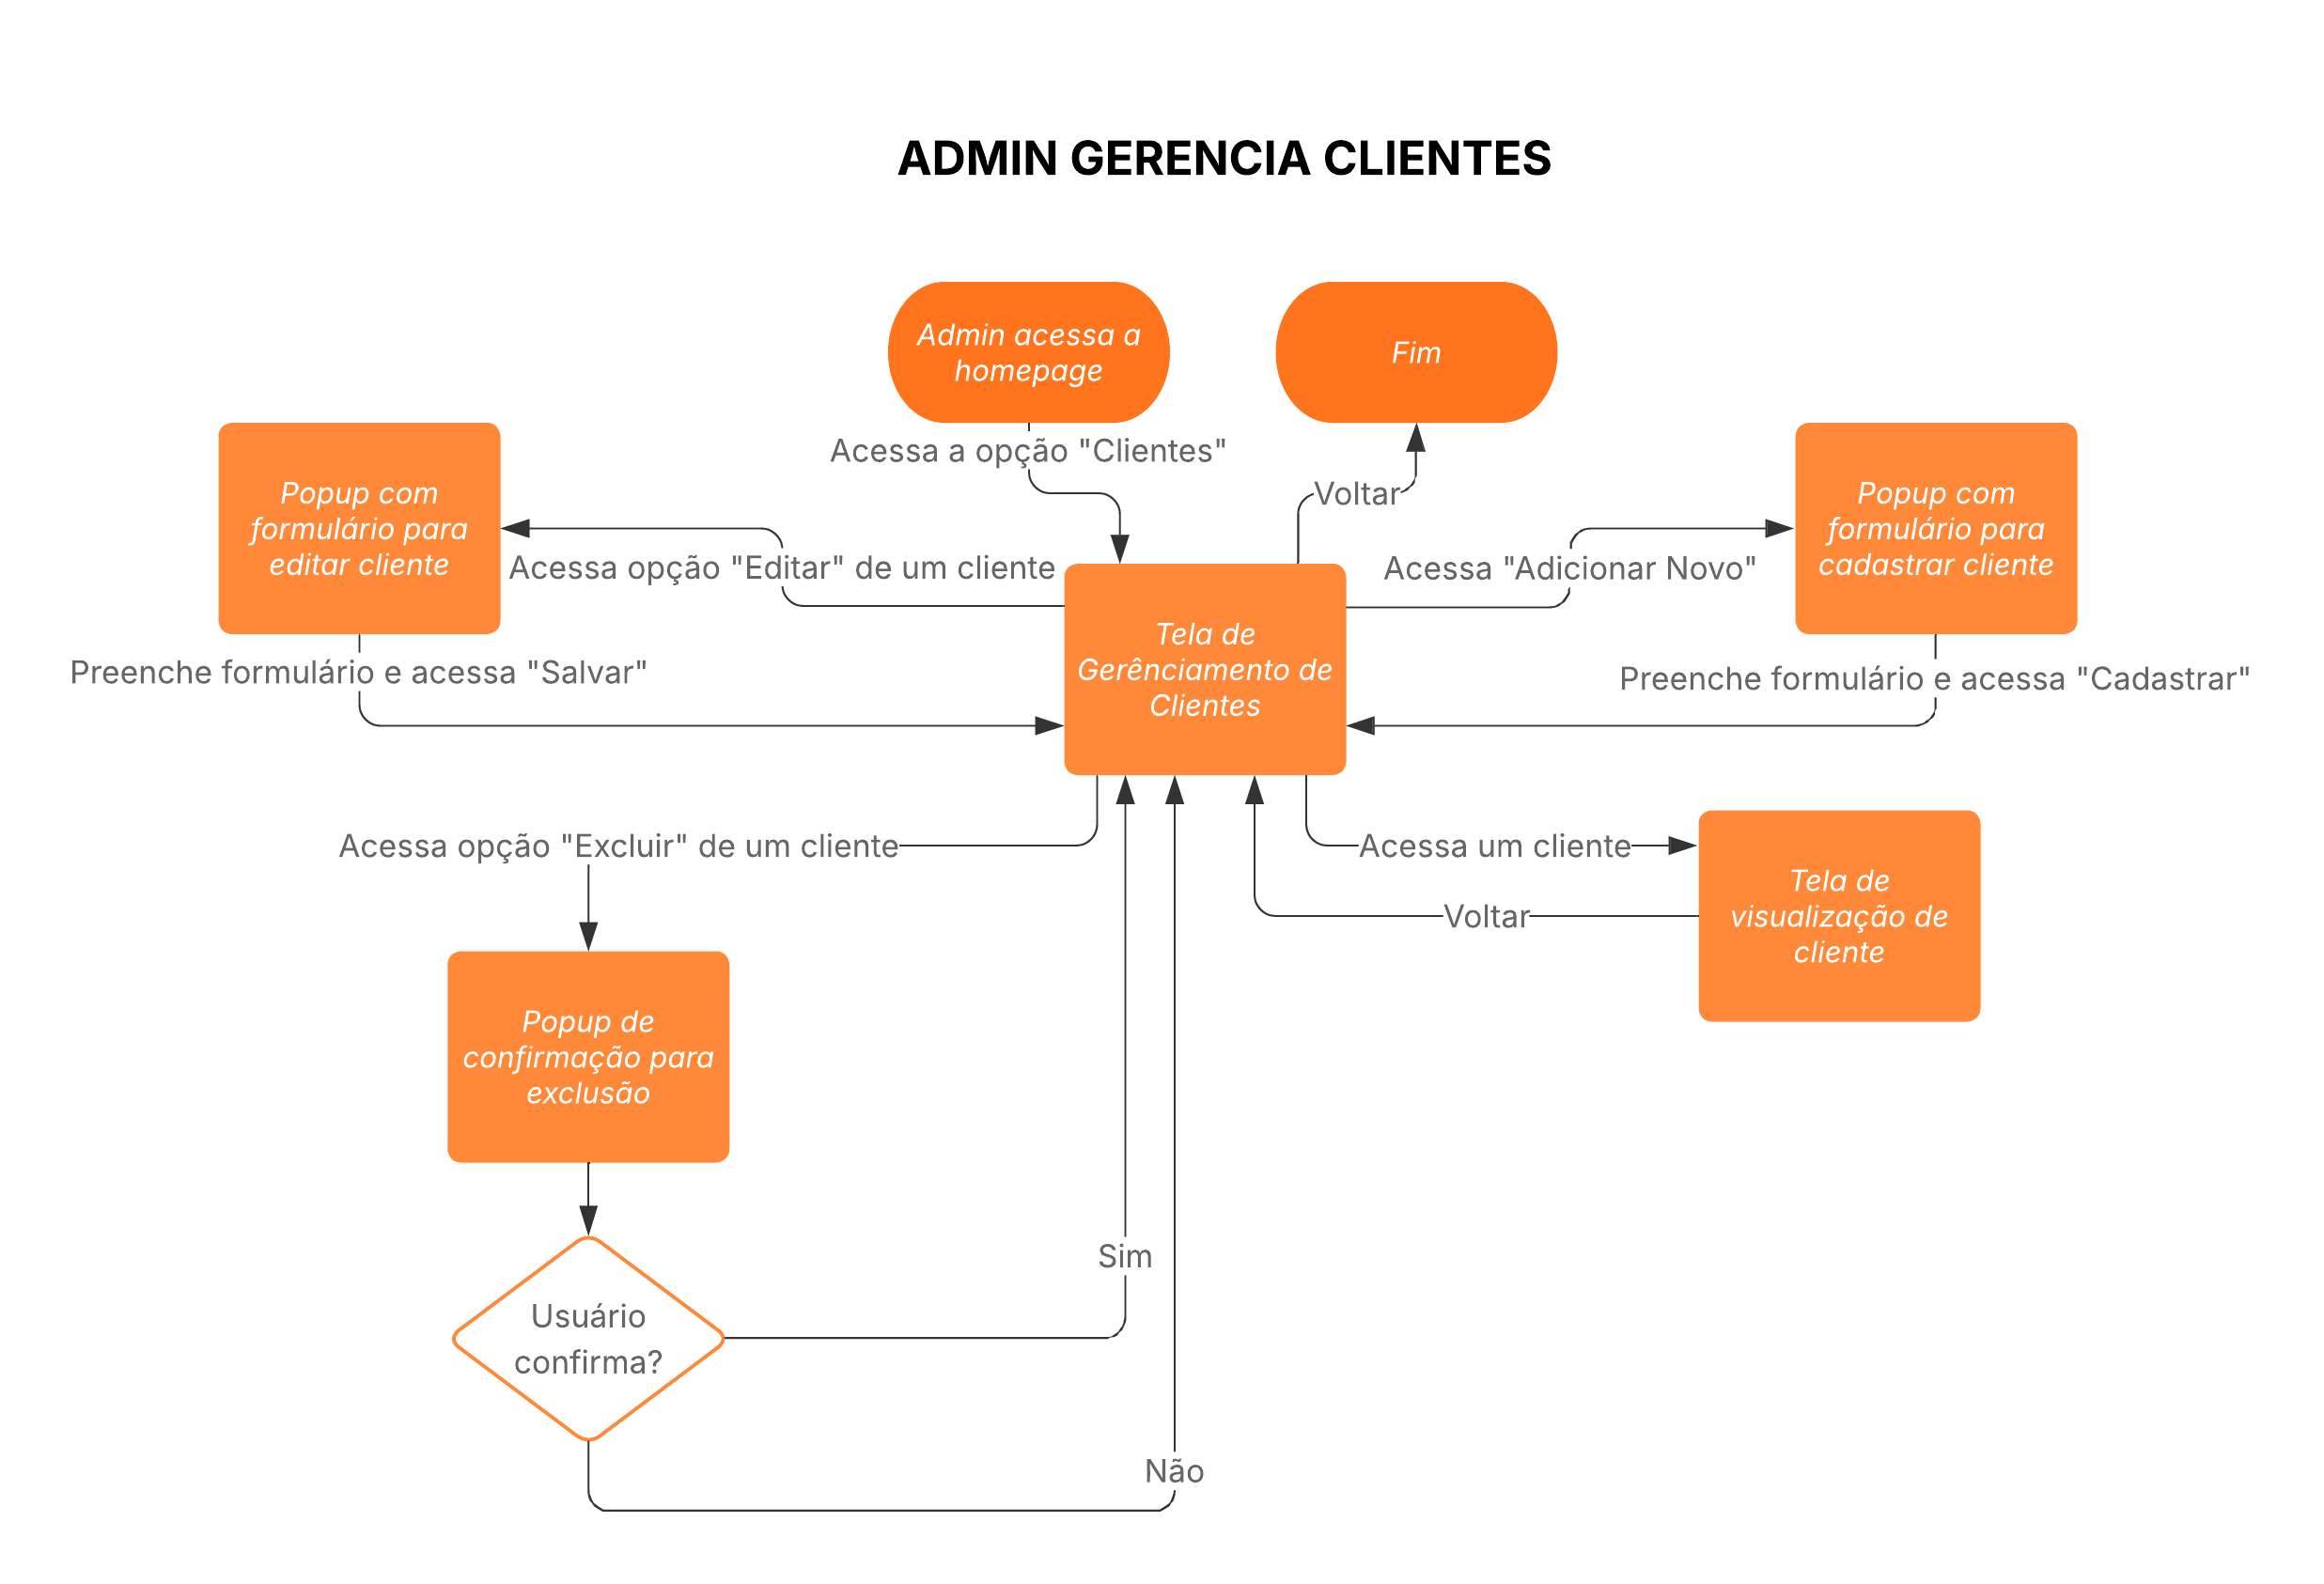 ADMIN GERENCIA CLIENTES
Admin acessa a
homepage
Fim
Acessa a opção "Clientes"
Voltar
Popup com
formulário para
editar cliente
Popup com
formulário para
cadastrar cliente
Acessa opção "Editar" de um cliente
Acessa "Adicionar Novo"
Tela de
Gerênciamento de
Clientes
Preenche formulário e acessa "Salvar"
Preenche formulário e acessa "Cadastrar"
Acessa opção "Excluir" de um cliente
Acessa um cliente
Voltar
Tela de
visualização de
cliente
Popup de
confirmação para
exclusão
Sim
Usuário
confirma?
Não